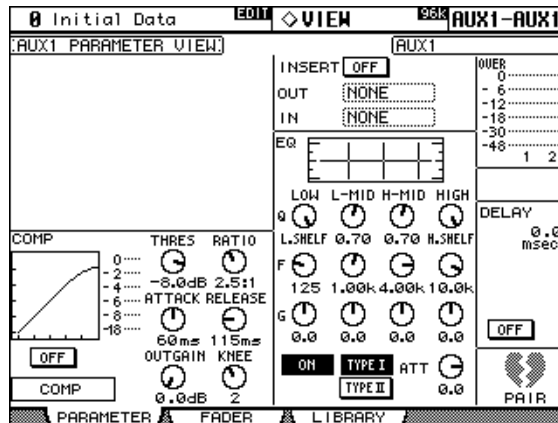 0 Initial Data EDIT ◇VIEW 96k AUX1-AUX1
AUX1 PARAMETER VIEW AUX1
INSERT OFF
OUT NONE
IN NONE
OVER
0
- 6
-12
-18
-30
-48
1 2
EQ
LOW L-MID H-MID HIGH
Q
L.SHELF 0.70 0.70 H.SHELF
F
125 1.00k 4.00k 10.0k
G
0.0 0.0 0.0 0.0
ON TYPE I ATT
TYPE II 0.0
DELAY
0.0
msec
OFF
PAIR
COMP
THRES RATIO
0
- 2
- 4
- 6
- 8
-18
-8.0dB 2.5:1
ATTACK RELEASE
60ms 115ms
OUTGAIN KNEE
0.0dB 2
OFF
COMP
PARAMETER FADER LIBRARY